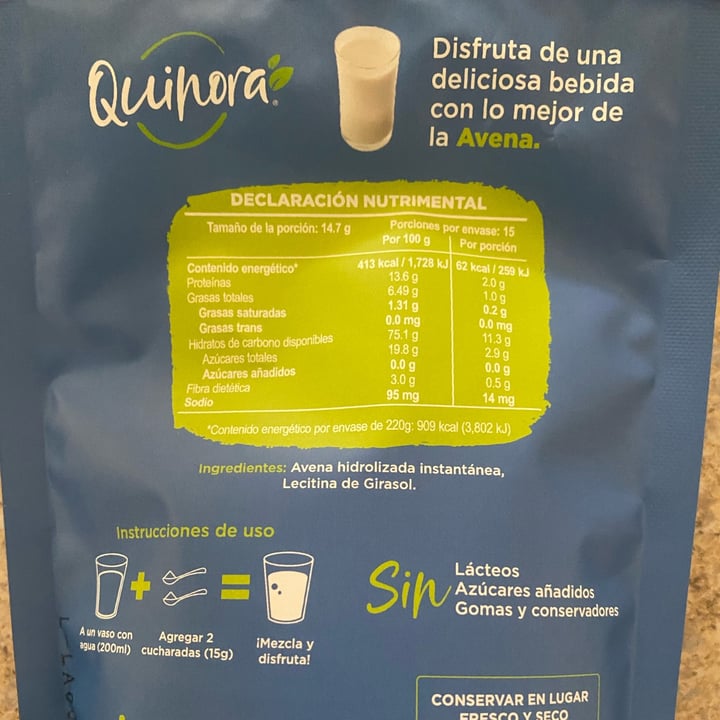 Quinora
Disfruta de una
deliciosa bebida
con lo mejor de
la Avena.
DECLARACIÓN NUTRIMENTAL
Tamaño de la porción: 14.7 g Porciones por envase: 15
Por 100 g Por porción
Contenido energético* 413 kcal / 1,728 kJ 62 kcal / 259 kJ
Proteínas 13.6 g 2.0 g
Grasas totales 6.49 g 1.0 g
Grasas saturadas 1.31 g 0.2 g
Grasas trans 0.0 mg 0.0 mg
Hidratos de carbono disponibles 75.1 g 11.3 g
Azúcares totales 19.8 g 2.9 g
Azúcares añadidos 0.0 g 0.0 g
Fibra dietética 3.0 g 0.5 g
Sodio 95 mg 14 mg
*Contenido energético por envase de 220g: 909 kcal (3,802 kJ)
Ingredientes: Avena hidrolizada instantánea,
Lecitina de Girasol.
Instrucciones de uso
+ =
A un vaso con
agua (200ml)
Agregar 2
cucharadas (15g)
¡Mezcla y
disfruta!
Sin
Lácteos
Azúcares añadidos
Gomas y conservadores
CONSERVAR EN LUGAR
FRESCO Y SECO